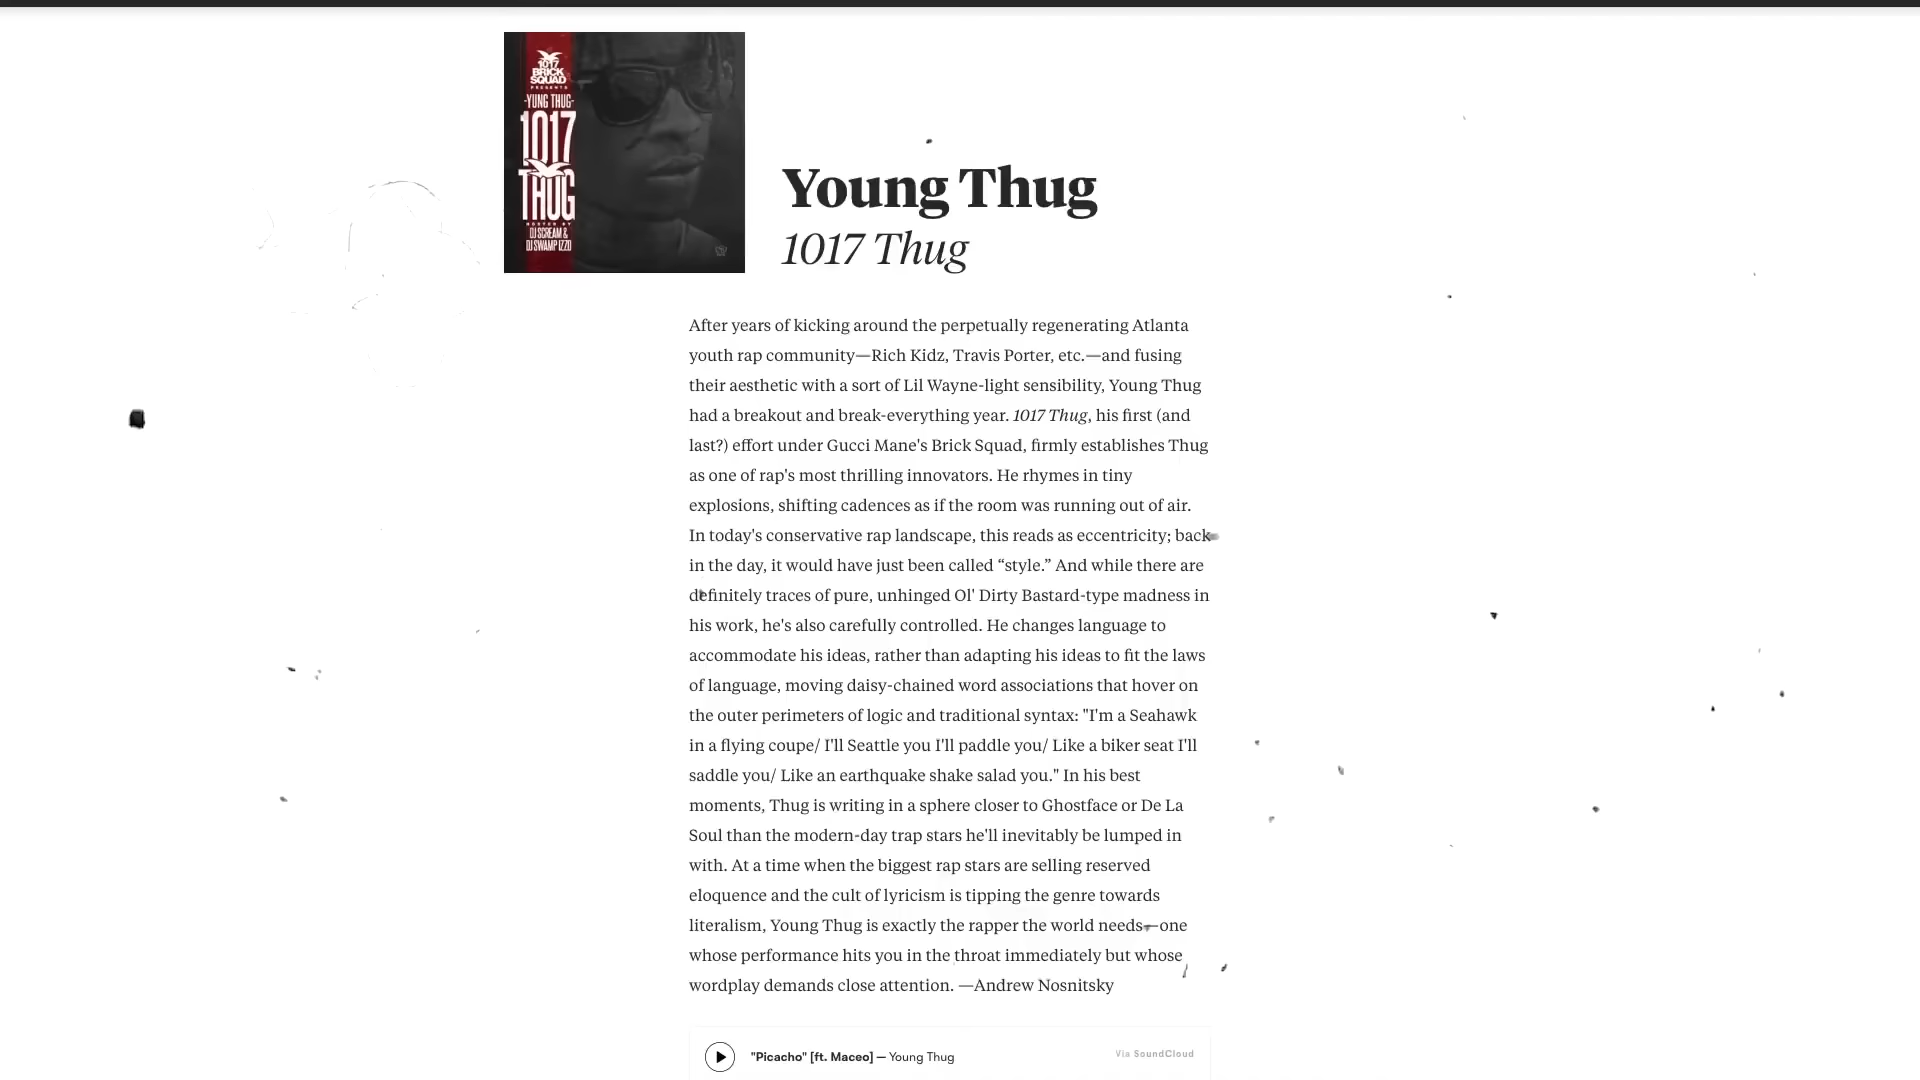 1017
BRICK
SQUAD
PRESENTS
-YUNG THUG-
1017
THUG
HOSTED BY
DJ SCREAM &
DJ SWAMP IZZO
Young Thug
1017 Thug
After years of kicking around the perpetually regenerating Atlanta
youth rap community—Rich Kidz, Travis Porter, etc.—and fusing
their aesthetic with a sort of Lil Wayne-light sensibility, Young Thug
had a breakout and break-everything year. 1017 Thug, his first (and
last?) effort under Gucci Mane's Brick Squad, firmly establishes Thug
as one of rap's most thrilling innovators. He rhymes in tiny
explosions, shifting cadences as if the room was running out of air.
In today's conservative rap landscape, this reads as eccentricity; back
in the day, it would have just been called “style.” And while there are
definitely traces of pure, unhinged Ol' Dirty Bastard-type madness in
his work, he's also carefully controlled. He changes language to
accommodate his ideas, rather than adapting his ideas to fit the laws
of language, moving daisy-chained word associations that hover on
the outer perimeters of logic and traditional syntax: "I'm a Seahawk
in a flying coupe/ I'll Seattle you I'll paddle you/ Like a biker seat I'll
saddle you/ Like an earthquake shake salad you." In his best
moments, Thug is writing in a sphere closer to Ghostface or De La
Soul than the modern-day trap stars he'll inevitably be lumped in
with. At a time when the biggest rap stars are selling reserved
eloquence and the cult of lyricism is tipping the genre towards
literalism, Young Thug is exactly the rapper the world needs—one
whose performance hits you in the throat immediately but whose
wordplay demands close attention. —Andrew Nosnitsky
"Picacho" [ft. Maceo] — Young Thug
Via SoundCloud